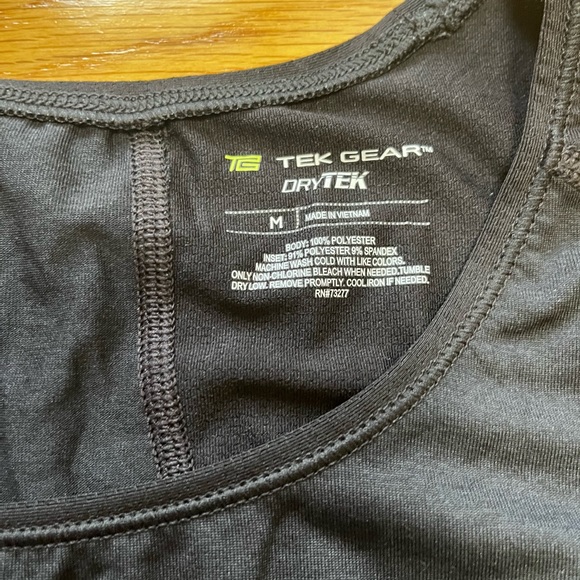 TG TEK GEAR™
DRYTEK
M MADE IN VIETNAM
BODY: 100% POLYESTER
INSET: 91% POLYESTER 9% SPANDEX
MACHINE WASH COLD WITH LIKE COLORS.
ONLY NON-CHLORINE BLEACH WHEN NEEDED.TUMBLE
DRY LOW. REMOVE PROMPTLY. COOL IRON IF NEEDED.
RN#73277